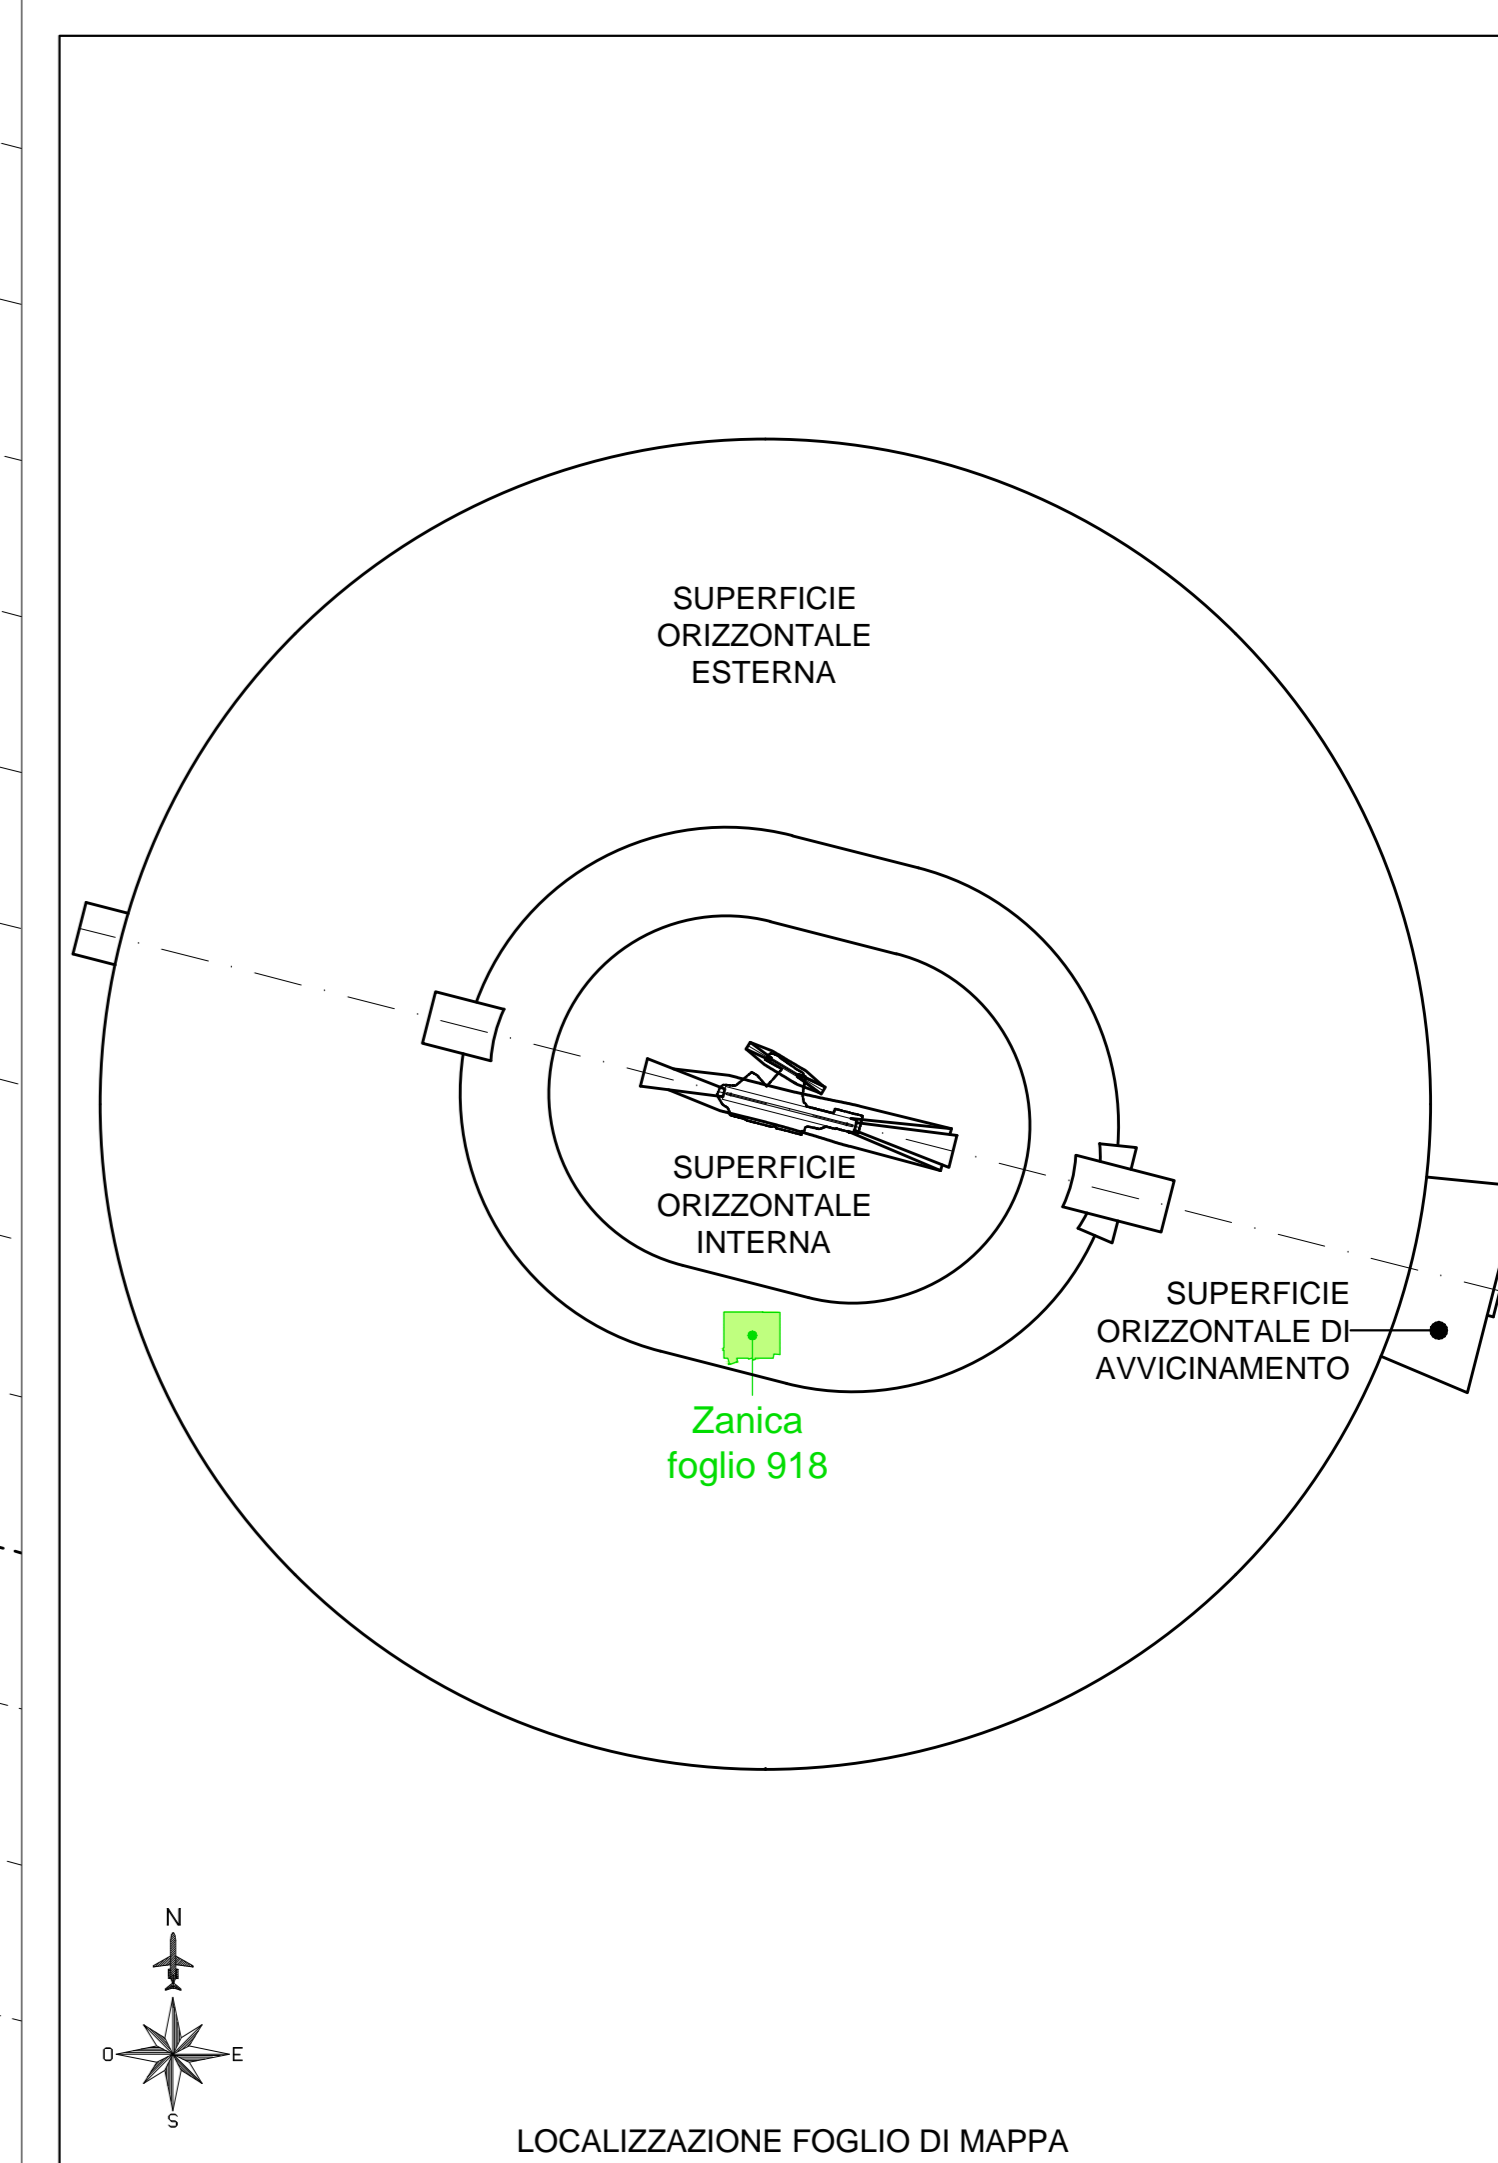 SUPERFICIE
ORIZZONTALE
ESTERNA
SUPERFICIE
ORIZZONTALE
INTERNA
SUPERFICIE
ORIZZONTALE DI
AVVICINAMENTO
Zanica
foglio 918
N
O
E
S
LOCALIZZAZIONE FOGLIO DI MAPPA